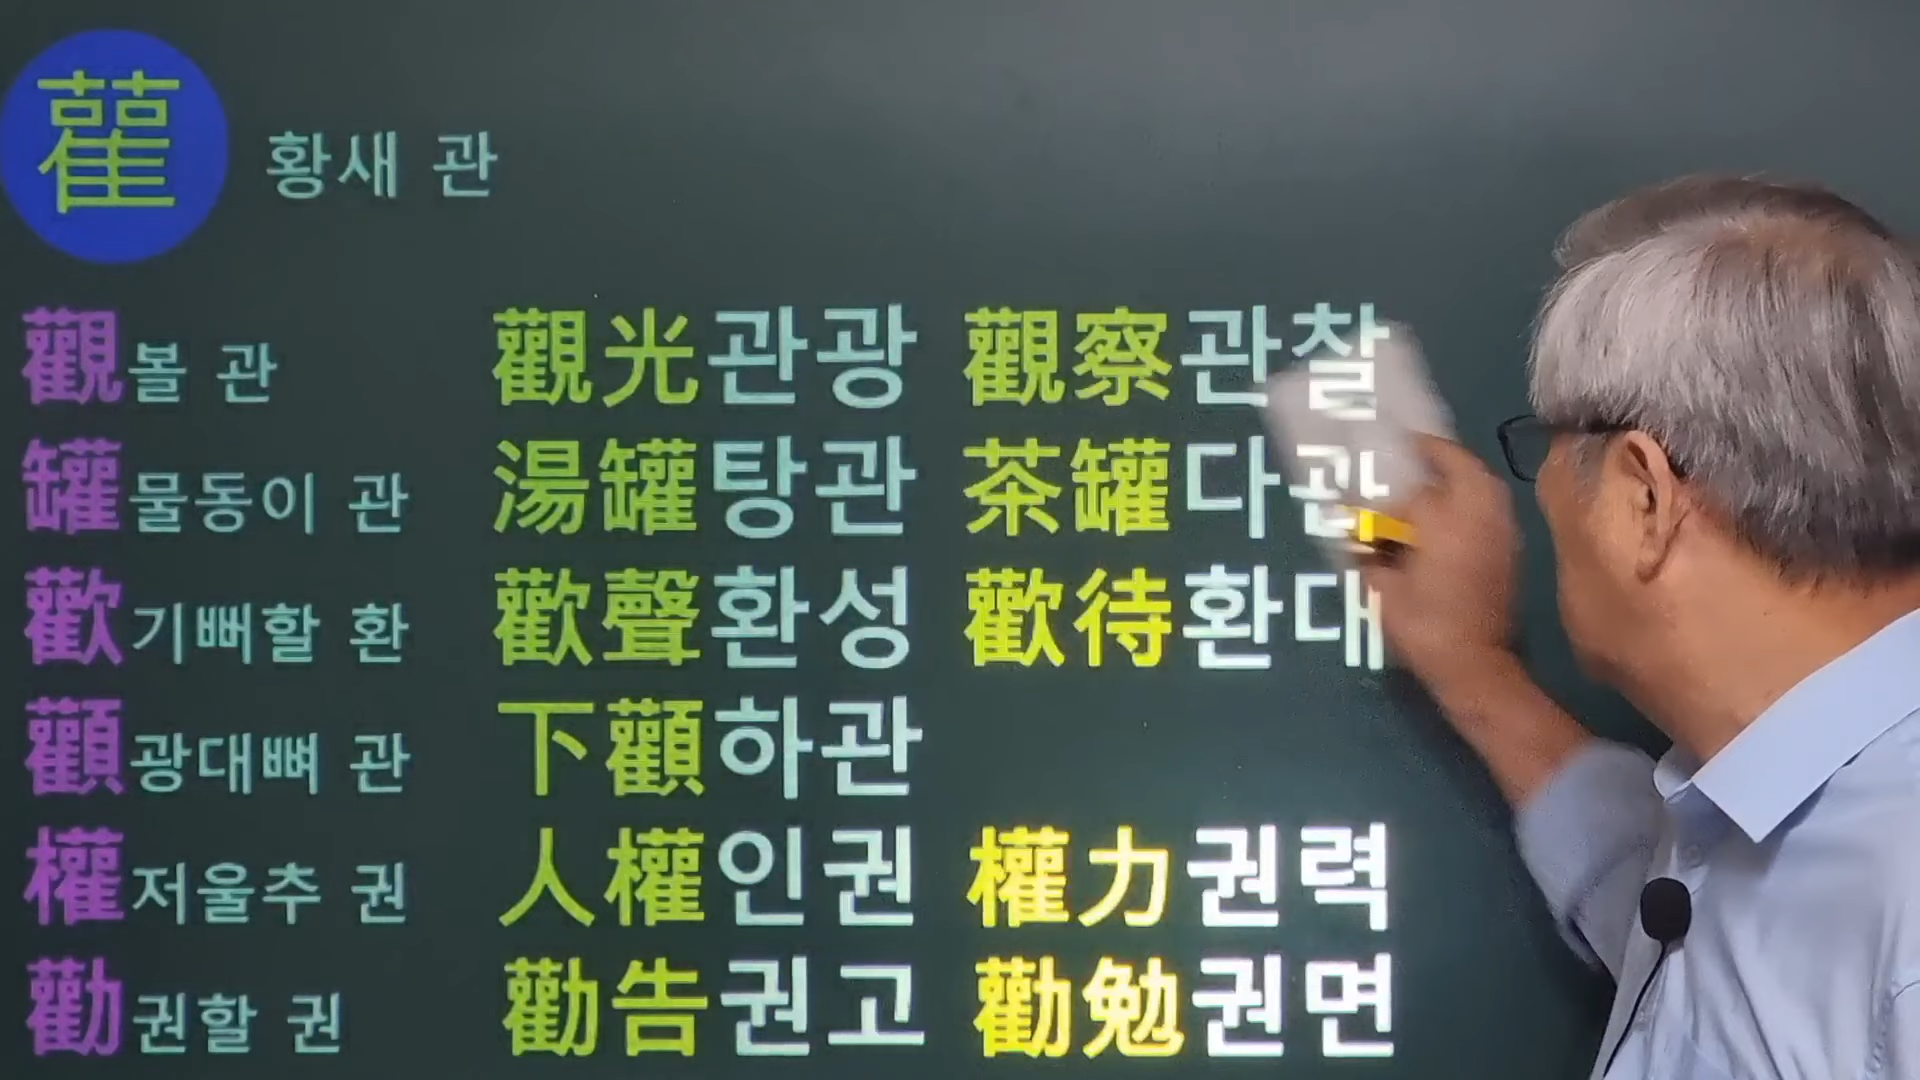 雚 황새 관
觀 볼 관 觀光관광 觀察관찰
罐 물동이 관 湯罐탕관 茶罐다관
歡 기뻐할 환 歡聲환성 歡待환대
顴 광대뼈 관 下顴하관
權 저울추 권 人權인권 權力권력
勸 권할 권 勸告권고 勸勉권면